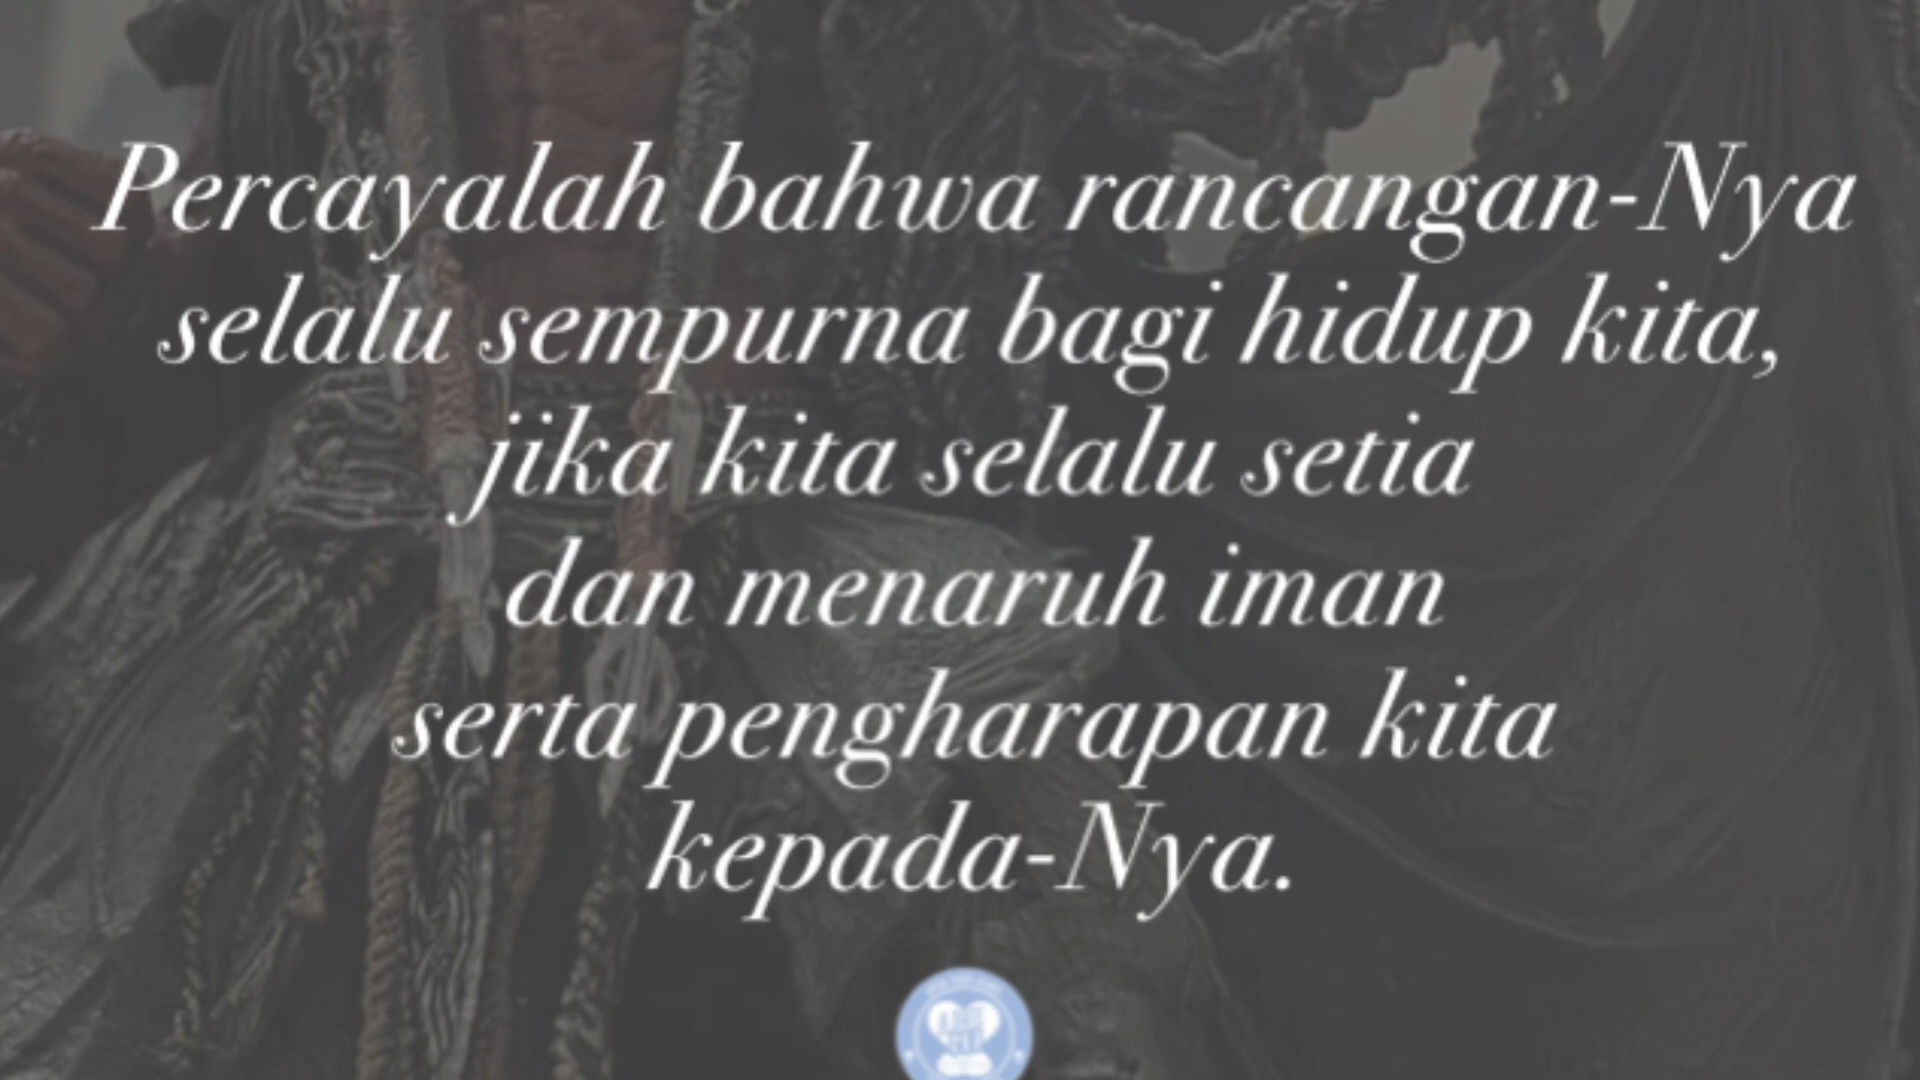 Percayalah bahwa rancangan-Nya
selalu sempurna bagi hidup kita,
jika kita selalu setia
dan menaruh iman
serta pengharapan kita
kepada-Nya.